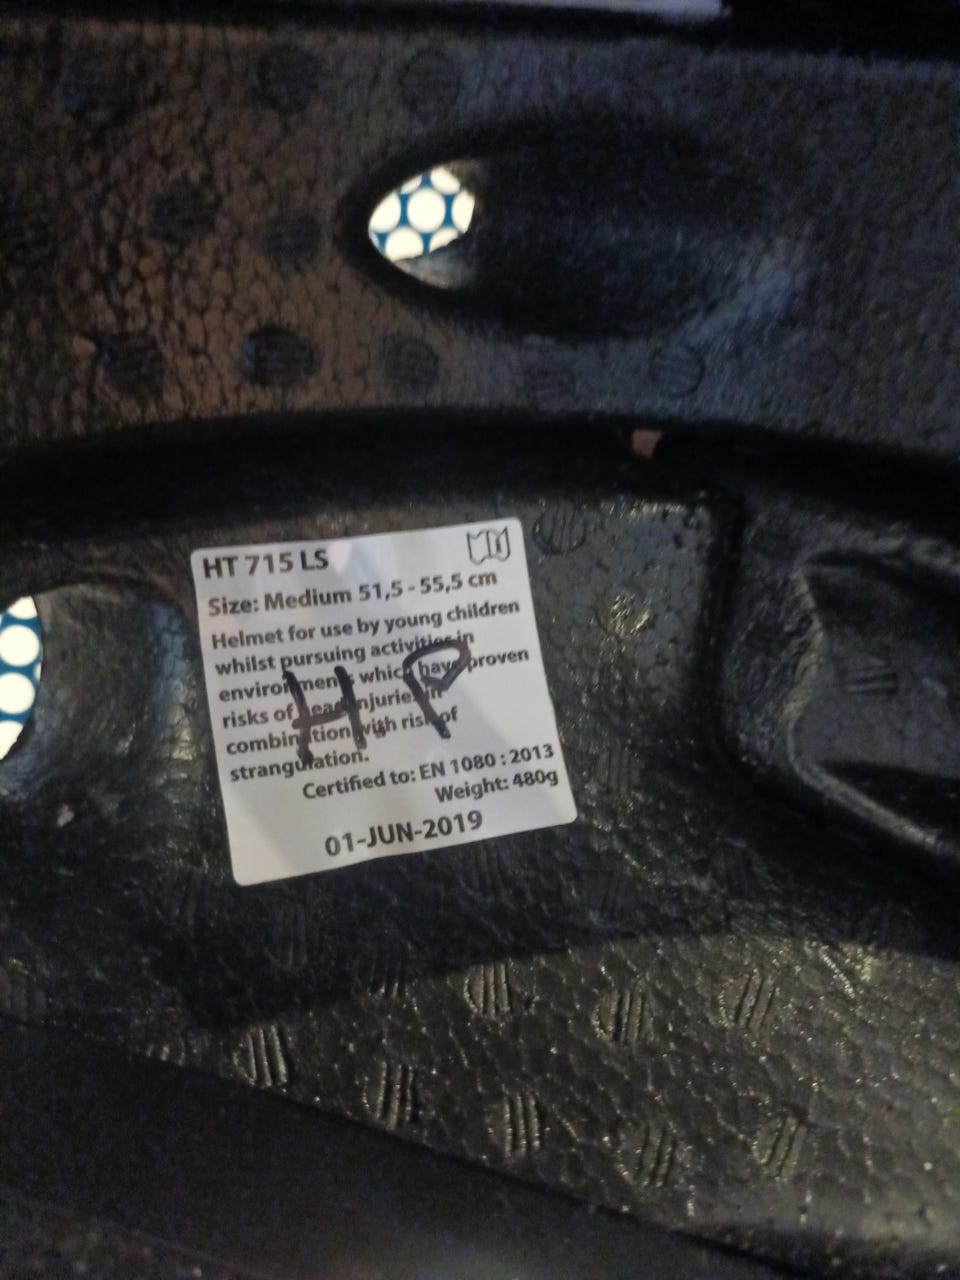 HT 715 LS
Size: Medium 51,5 - 55,5 cm
Helmet for use by young children
whilst pursuing activities in
environments which have proven
risks of head injuries in
combination with risk of
strangulation.
Certified to: EN 1080 : 2013
Weight: 480g
01-JUN-2019
H.P